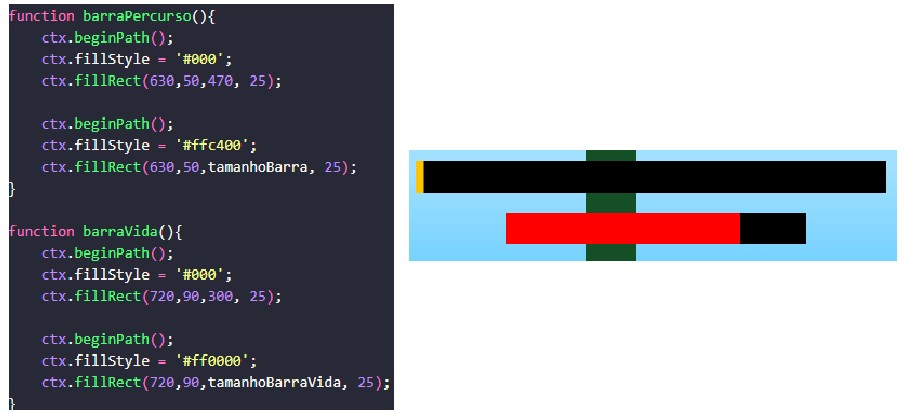 function barraPercurso(){
    ctx.beginPath();
    ctx.fillStyle = '#000';
    ctx.fillRect(630,50,470, 25);

    ctx.beginPath();
    ctx.fillStyle = '#ffc400';
    ctx.fillRect(630,50,tamanhoBarra, 25);
}

function barraVida(){
    ctx.beginPath();
    ctx.fillStyle = '#000';
    ctx.fillRect(720,90,300, 25);

    ctx.beginPath();
    ctx.fillStyle = '#ff0000';
    ctx.fillRect(720,90,tamanhoBarraVida, 25);
}